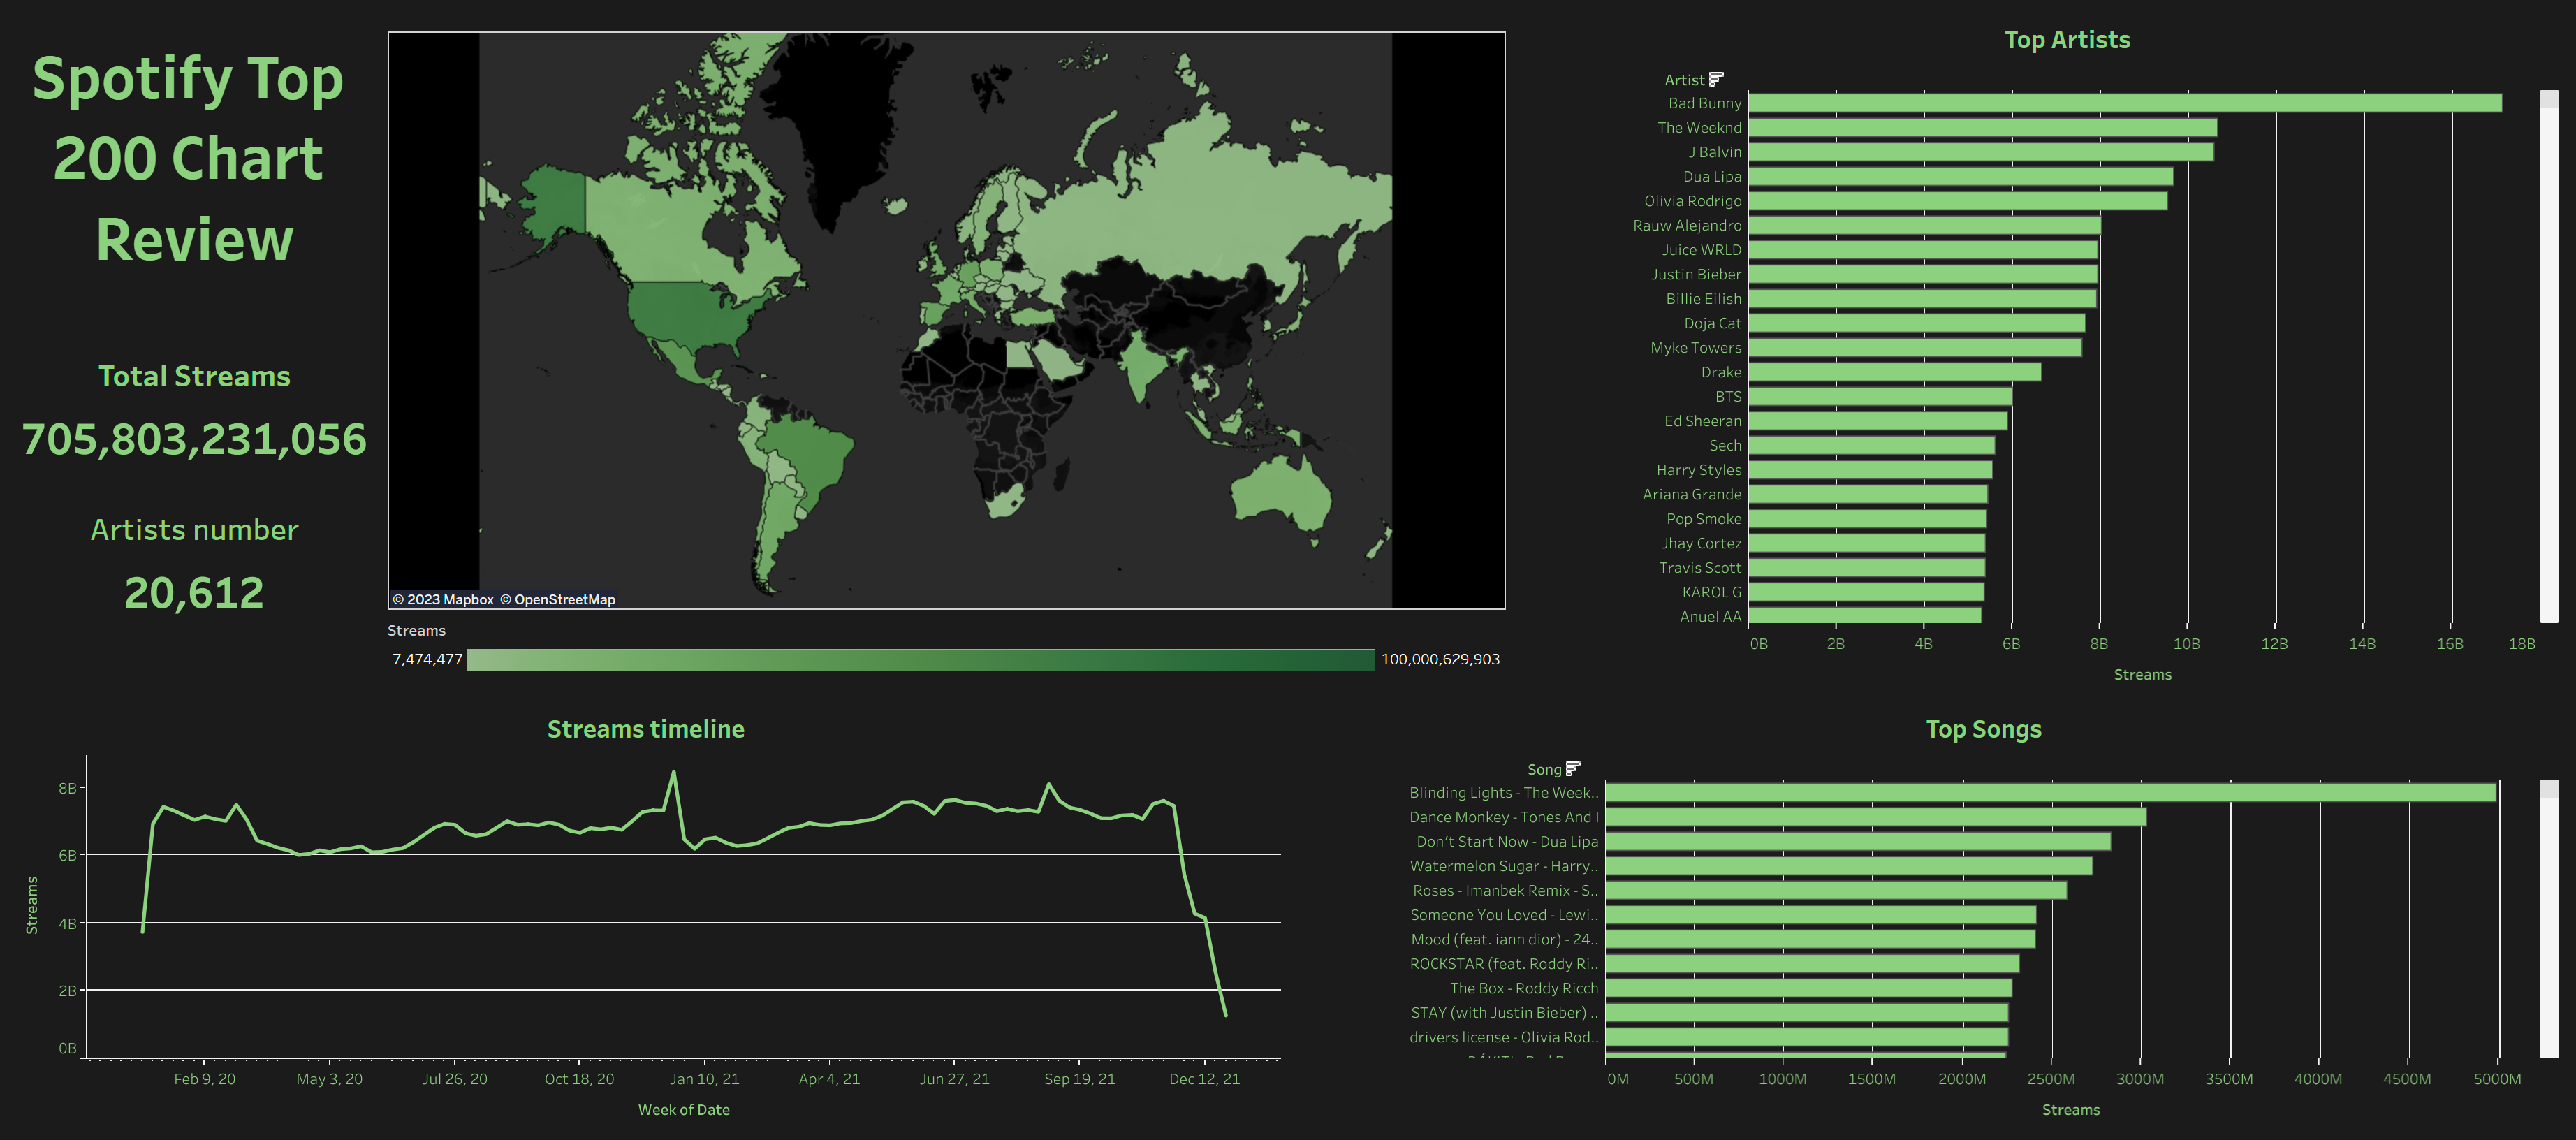 Spotify Top
200 Chart
Review
Total Streams
705,803,231,056
Artists number
20,612
© 2023 Mapbox © OpenStreetMap
Streams
7,474,477
100,000,629,903
Top Artists
Artist
Bad Bunny
The Weeknd
J Balvin
Dua Lipa
Olivia Rodrigo
Rauw Alejandro
Juice WRLD
Justin Bieber
Billie Eilish
Doja Cat
Myke Towers
Drake
BTS
Ed Sheeran
Sech
Harry Styles
Ariana Grande
Pop Smoke
Jhay Cortez
Travis Scott
KAROL G
Anuel AA
0B 2B 4B 6B 8B 10B 12B 14B 16B 18B
Streams
Streams timeline
8B
6B
4B
2B
0B
Streams
Feb 9, 20 May 3, 20 Jul 26, 20 Oct 18, 20 Jan 10, 21 Apr 4, 21 Jun 27, 21 Sep 19, 21 Dec 12, 21
Week of Date
Top Songs
Song
Blinding Lights - The Week..
Dance Monkey - Tones And I
Don't Start Now - Dua Lipa
Watermelon Sugar - Harry..
Roses - Imanbek Remix - S..
Someone You Loved - Lewi..
Mood (feat. iann dior) - 24..
ROCKSTAR (feat. Roddy Ri..
The Box - Roddy Ricch
STAY (with Justin Bieber) ..
drivers license - Olivia Rod..
0M 500M 1000M 1500M 2000M 2500M 3000M 3500M 4000M 4500M 5000M
Streams